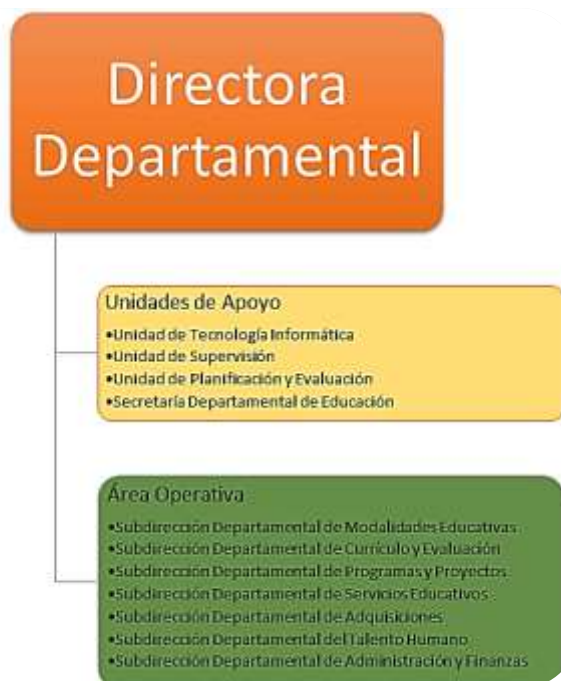 Directora
Departamental
Unidades de Apoyo
•Unidad de Tecnología Informática
•Unidad de Supervisión
•Unidad de Planificación y Evaluación
•Secretaría Departamental de Educación
Área Operativa
•Subdirección Departamental de Modalidades Educativas
•Subdirección Departamental de Currículo y Evaluación
•Subdirección Departamental de Programas y Proyectos
•Subdirección Departamental de Servicios Educativos
•Subdirección Departamental de Adquisiciones
•Subdirección Departamental del Talento Humano
•Subdirección Departamental de Administración y Finanzas